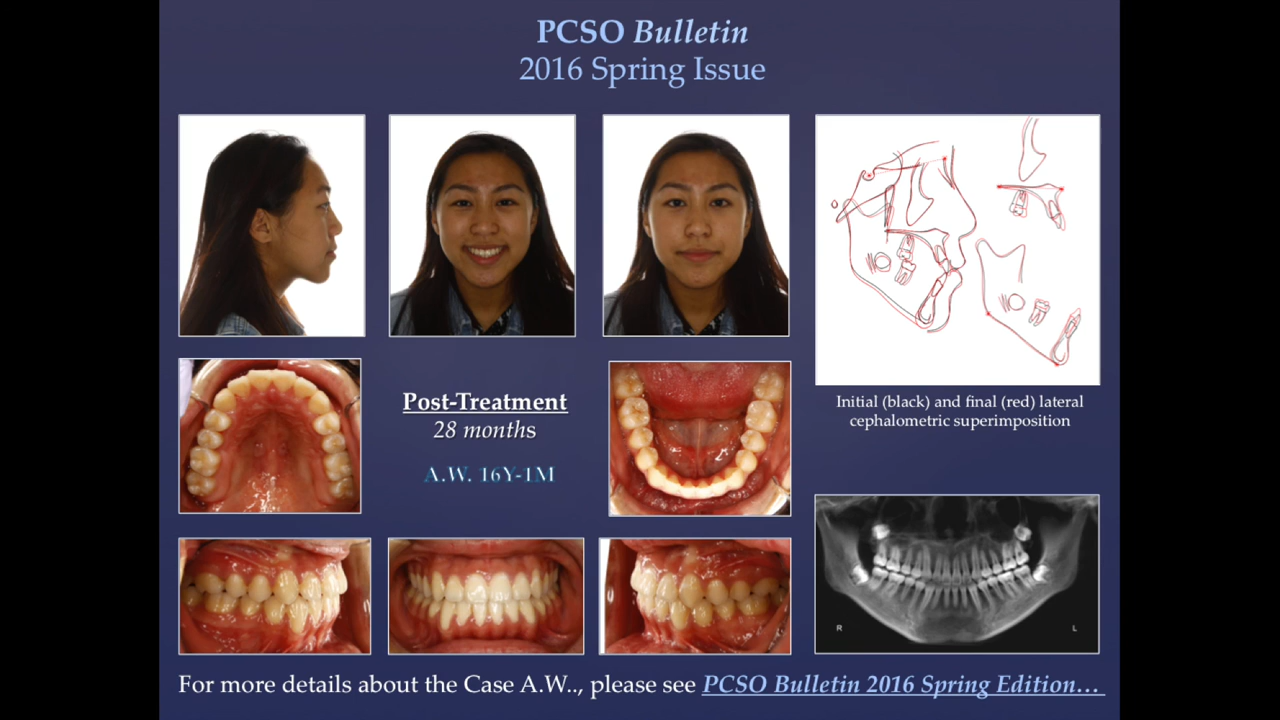 PCSO Bulletin
2016 Spring Issue
Post-Treatment
28 months
A.W. 16Y-1M
Initial (black) and final (red) lateral
cephalometric superimposition
R
L
For more details about the Case A.W.., please see PCSO Bulletin 2016 Spring Edition…